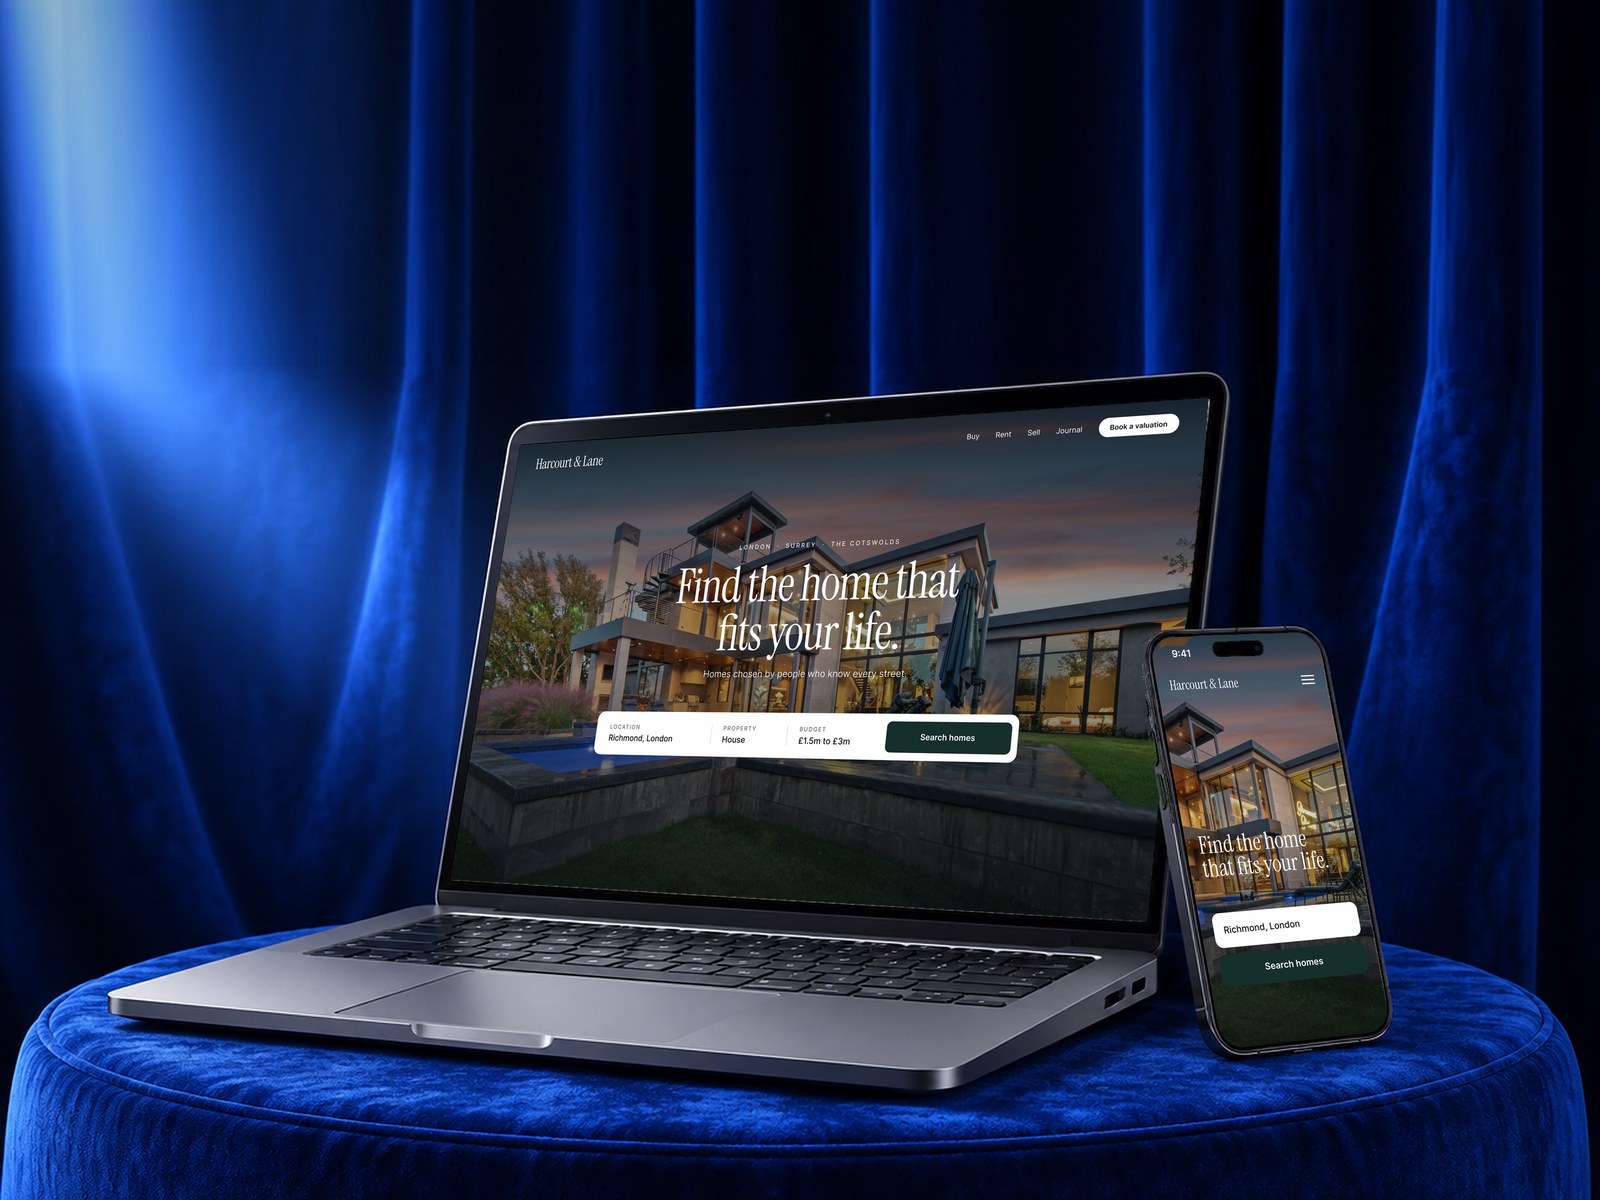 Harcourt & Lane
Buy Rent Sell Journal Book a valuation
LONDON · SURREY · THE COTSWOLDS
Find the home that
fits your life.
Homes chosen by people who know every street.
LOCATION PROPERTY BUDGET
Richmond, London House £1.5m to £3m Search homes
9:41
Harcourt & Lane
Find the home
that fits your life.
Richmond, London
Search homes